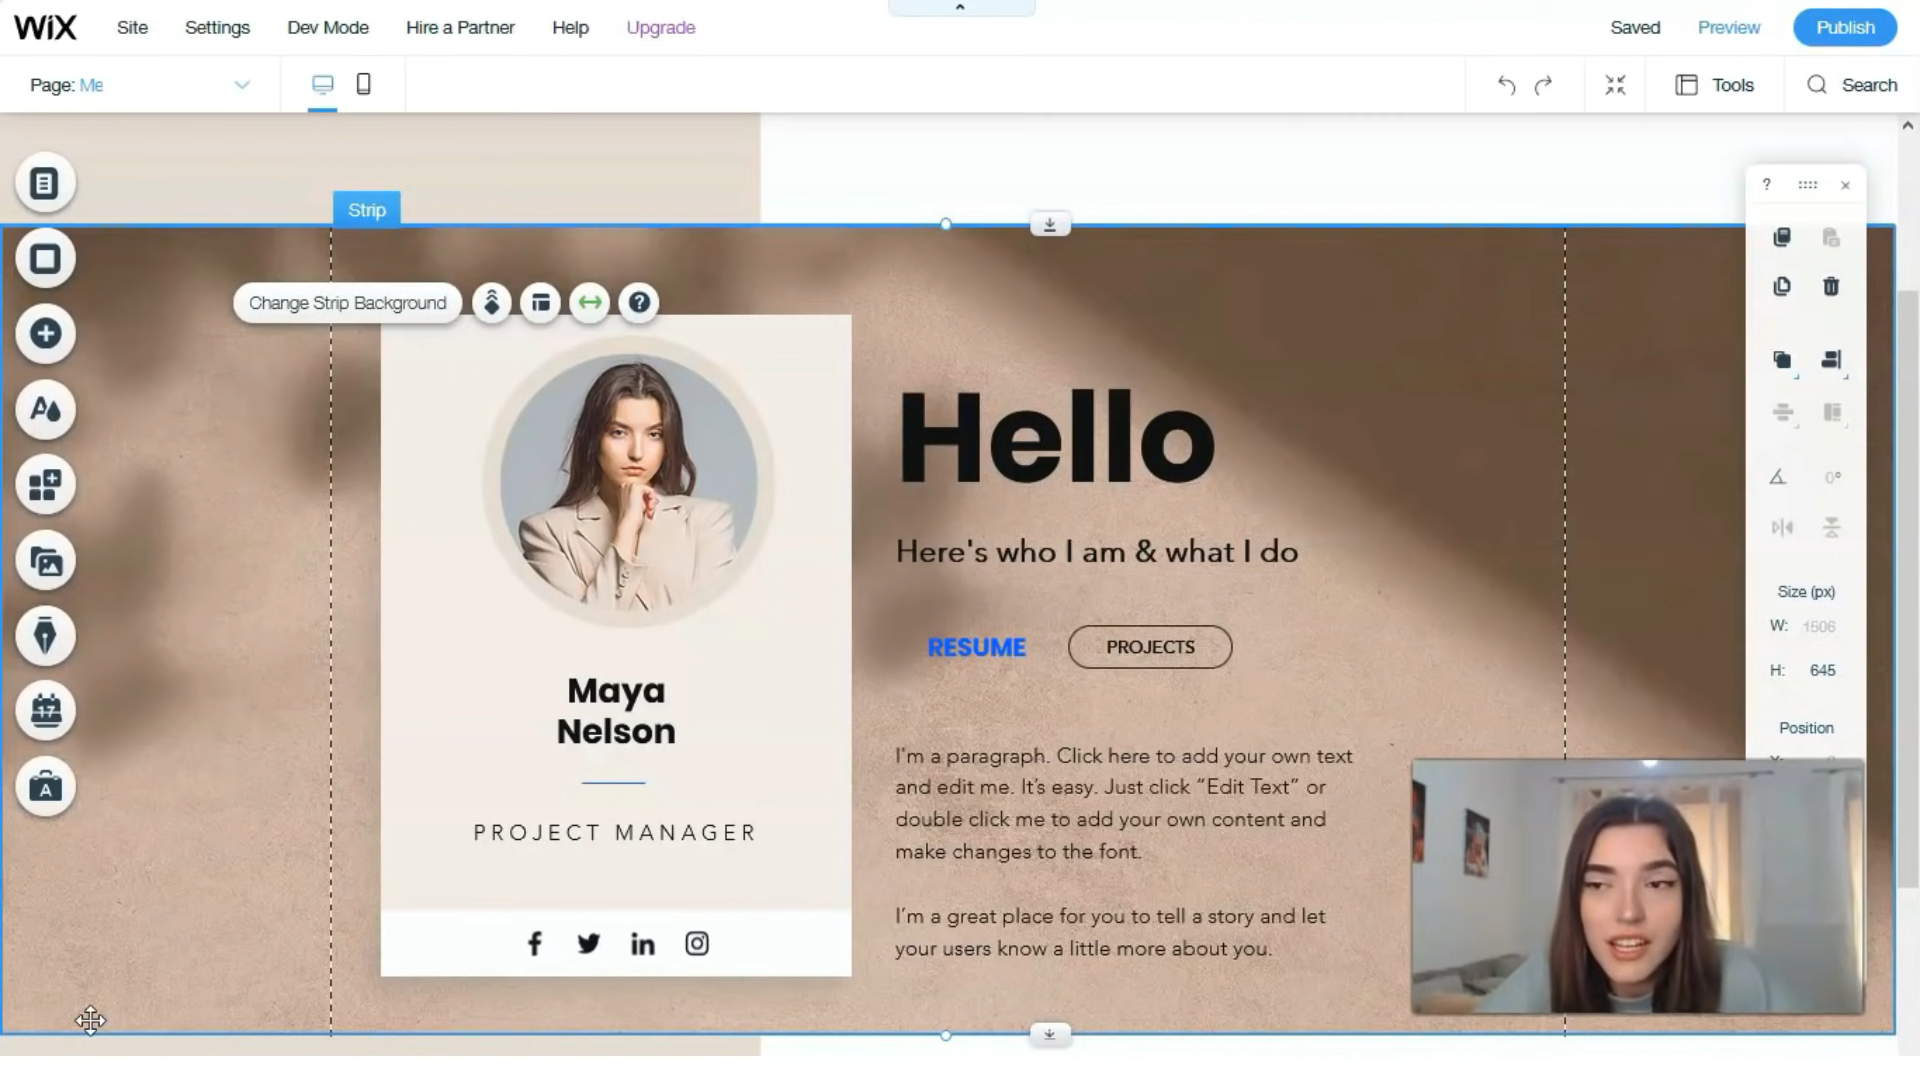 WiX
Site
Settings
Dev Mode
Hire a Partner
Help
Upgrade
Saved
Preview
Publish
Page: Me
Tools
Search
Strip
Change Strip Background
?
?
Hello
Here's who I am & what I do
RESUME
PROJECTS
Maya
Nelson
PROJECT MANAGER
I'm a paragraph. Click here to add your own text
and edit me. It's easy. Just click “Edit Text” or
double click me to add your own content and
make changes to the font.
I'm a great place for you to tell a story and let
your users know a little more about you.
f
in
17
A
A
0°
Size (px)
W: 1506
H: 645
Position